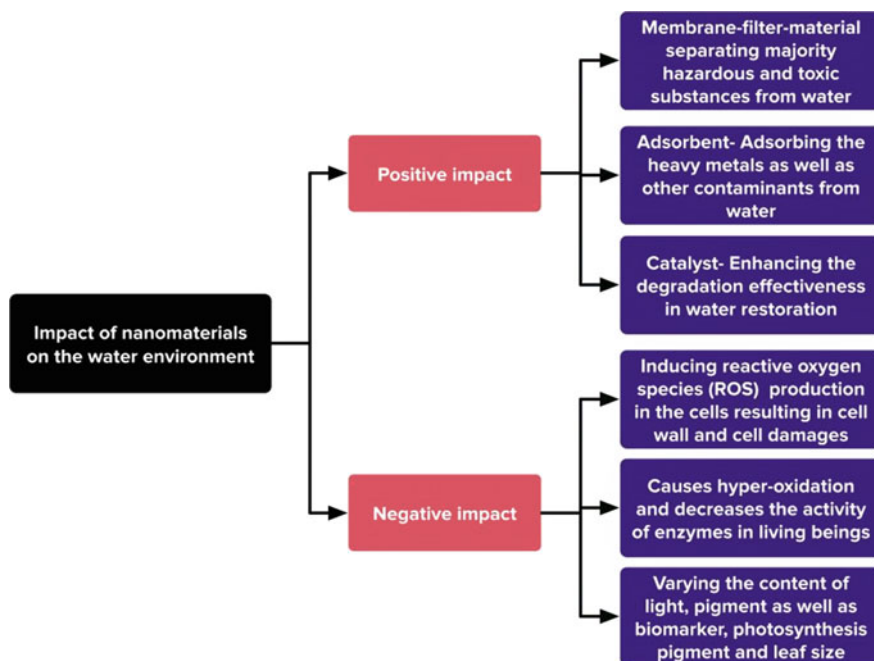 Impact of nanomaterials
on the water environment
Positive impact
Membrane-filter-material
separating majority
hazardous and toxic
substances from water
Adsorbent- Adsorbing the
heavy metals as well as
other contaminants from
water
Catalyst- Enhancing the
degradation effectiveness
in water restoration
Negative impact
Inducing reactive oxygen
species (ROS) production
in the cells resulting in cell
wall and cell damages
Causes hyper-oxidation
and decreases the activity
of enzymes in living beings
Varying the content of
light, pigment as well as
biomarker, photosynthesis
pigment and leaf size